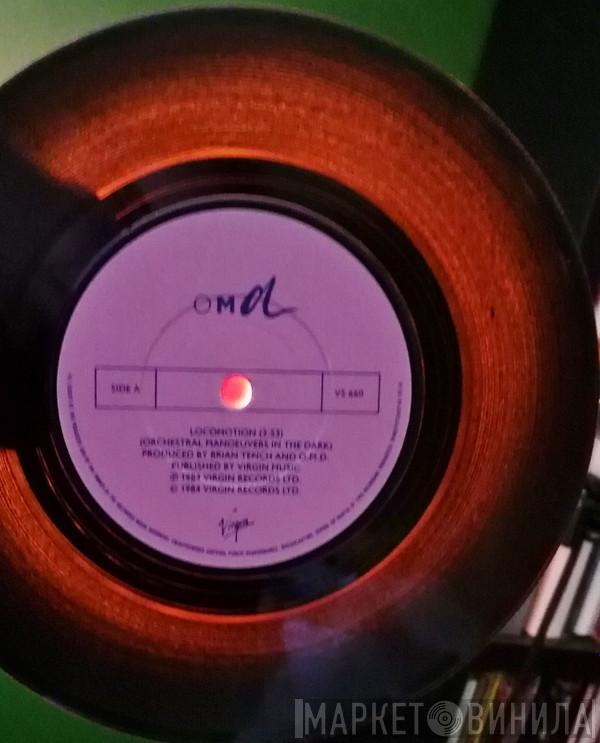 OMD
SIDE A
VS 660
LOCOMOTION (3:53)
(ORCHESTRAL MANOEUVERS IN THE DARK)
PRODUCED BY BRIAN TENCH AND O.M.D.
PUBLISHED BY VIRGIN MUSIC
℗ 1984 VIRGIN RECORDS LTD.
© 1984 VIRGIN RECORDS LTD.
Virgin
МАРКЕТ ВИНИЛА